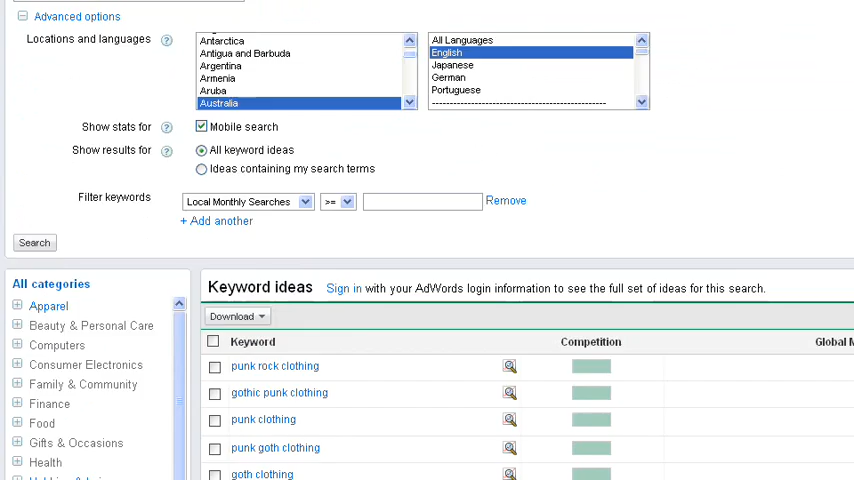 Advanced options
Locations and languages
Antarctica
Antigua and Barbuda
Argentina
Armenia
Aruba
Australia
All Languages
English
Japanese
German
Portuguese
------------------------------------------------
Show stats for
Mobile search
Show results for
All keyword ideas
Ideas containing my search terms
Filter keywords
Local Monthly Searches
>=
Remove
+ Add another
Search
All categories
Apparel
Beauty & Personal Care
Computers
Consumer Electronics
Family & Community
Finance
Food
Gifts & Occasions
Health
Keyword ideas Sign in with your AdWords login information to see the full set of ideas for this search.
Download
Keyword Competition Global M
punk rock clothing
gothic punk clothing
punk clothing
punk goth clothing
goth clothing